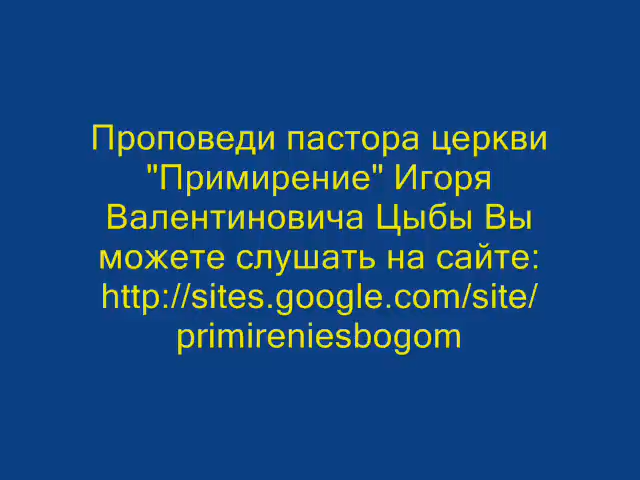 Проповеди пастора церкви
"Примирение" Игоря
Валентиновича Цыбы Вы
можете слушать на сайте:
http://sites.google.com/site/
primireniesbogom